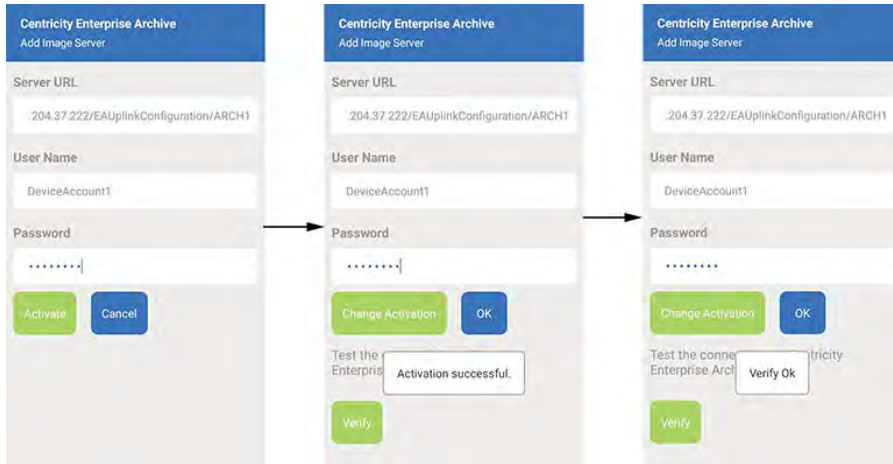 Centricity Enterprise Archive
Add Image Server
Server URL
.204.37.222/EAUplinkConfiguration/ARCH1
User Name
DeviceAccount1
Password
••••••••
Activate
Cancel
Centricity Enterprise Archive
Add Image Server
Server URL
.204.37.222/EAUplinkConfiguration/ARCH1
User Name
DeviceAccount1
Password
••••••••
Change Activation
OK
Test the
Enterpris
Activation successful.
Verify
Centricity Enterprise Archive
Add Image Server
Server URL
.204.37.222/EAUplinkConfiguration/ARCH1
User Name
DeviceAccount1
Password
••••••••
Change Activation
OK
Test the conne tricity
Enterprise Arch
Verify Ok
Verify